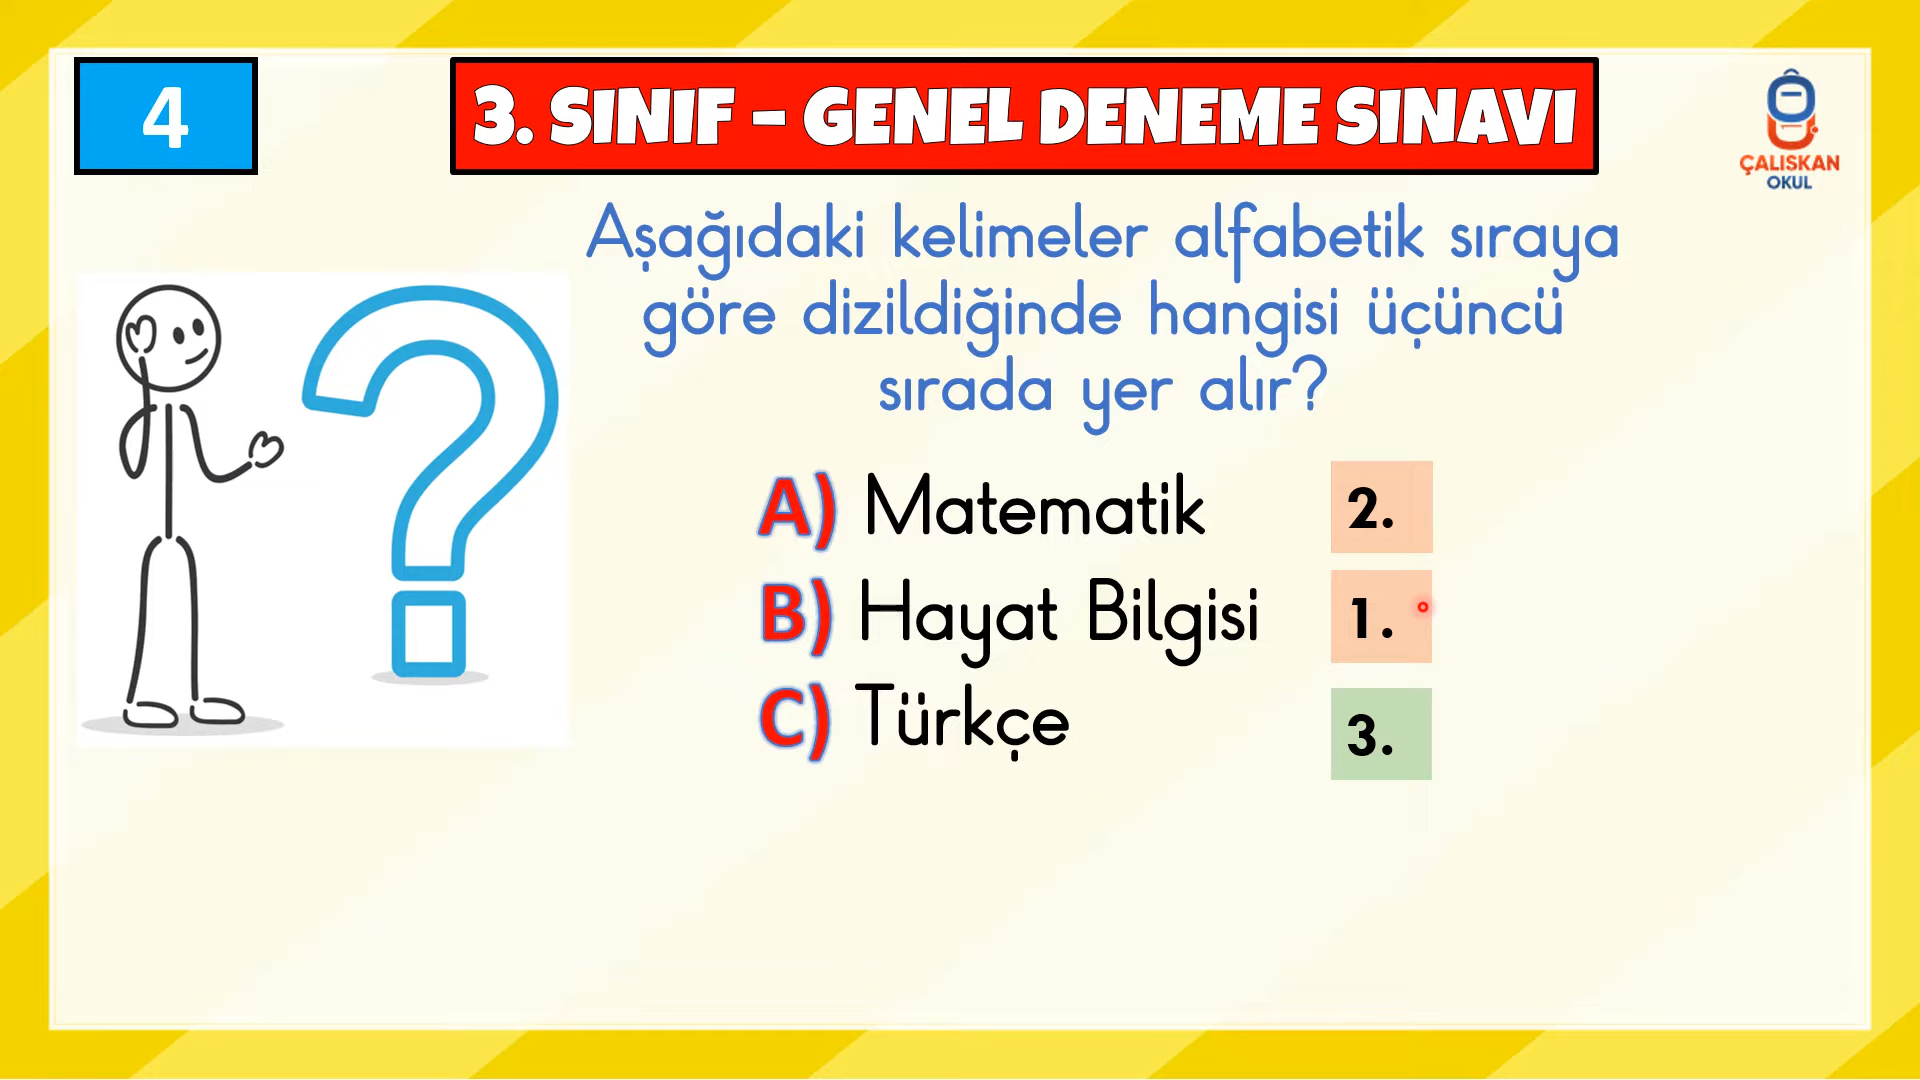 4
3. SINIF - GENEL DENEME SINAVI
ÇALISKAN
OKUL
Aşağıdaki kelimeler alfabetik sıraya
göre dizildiğinde hangisi üçüncü
sırada yer alır?
A) Matematik 2.
B) Hayat Bilgisi 1.
C) Türkçe 3.